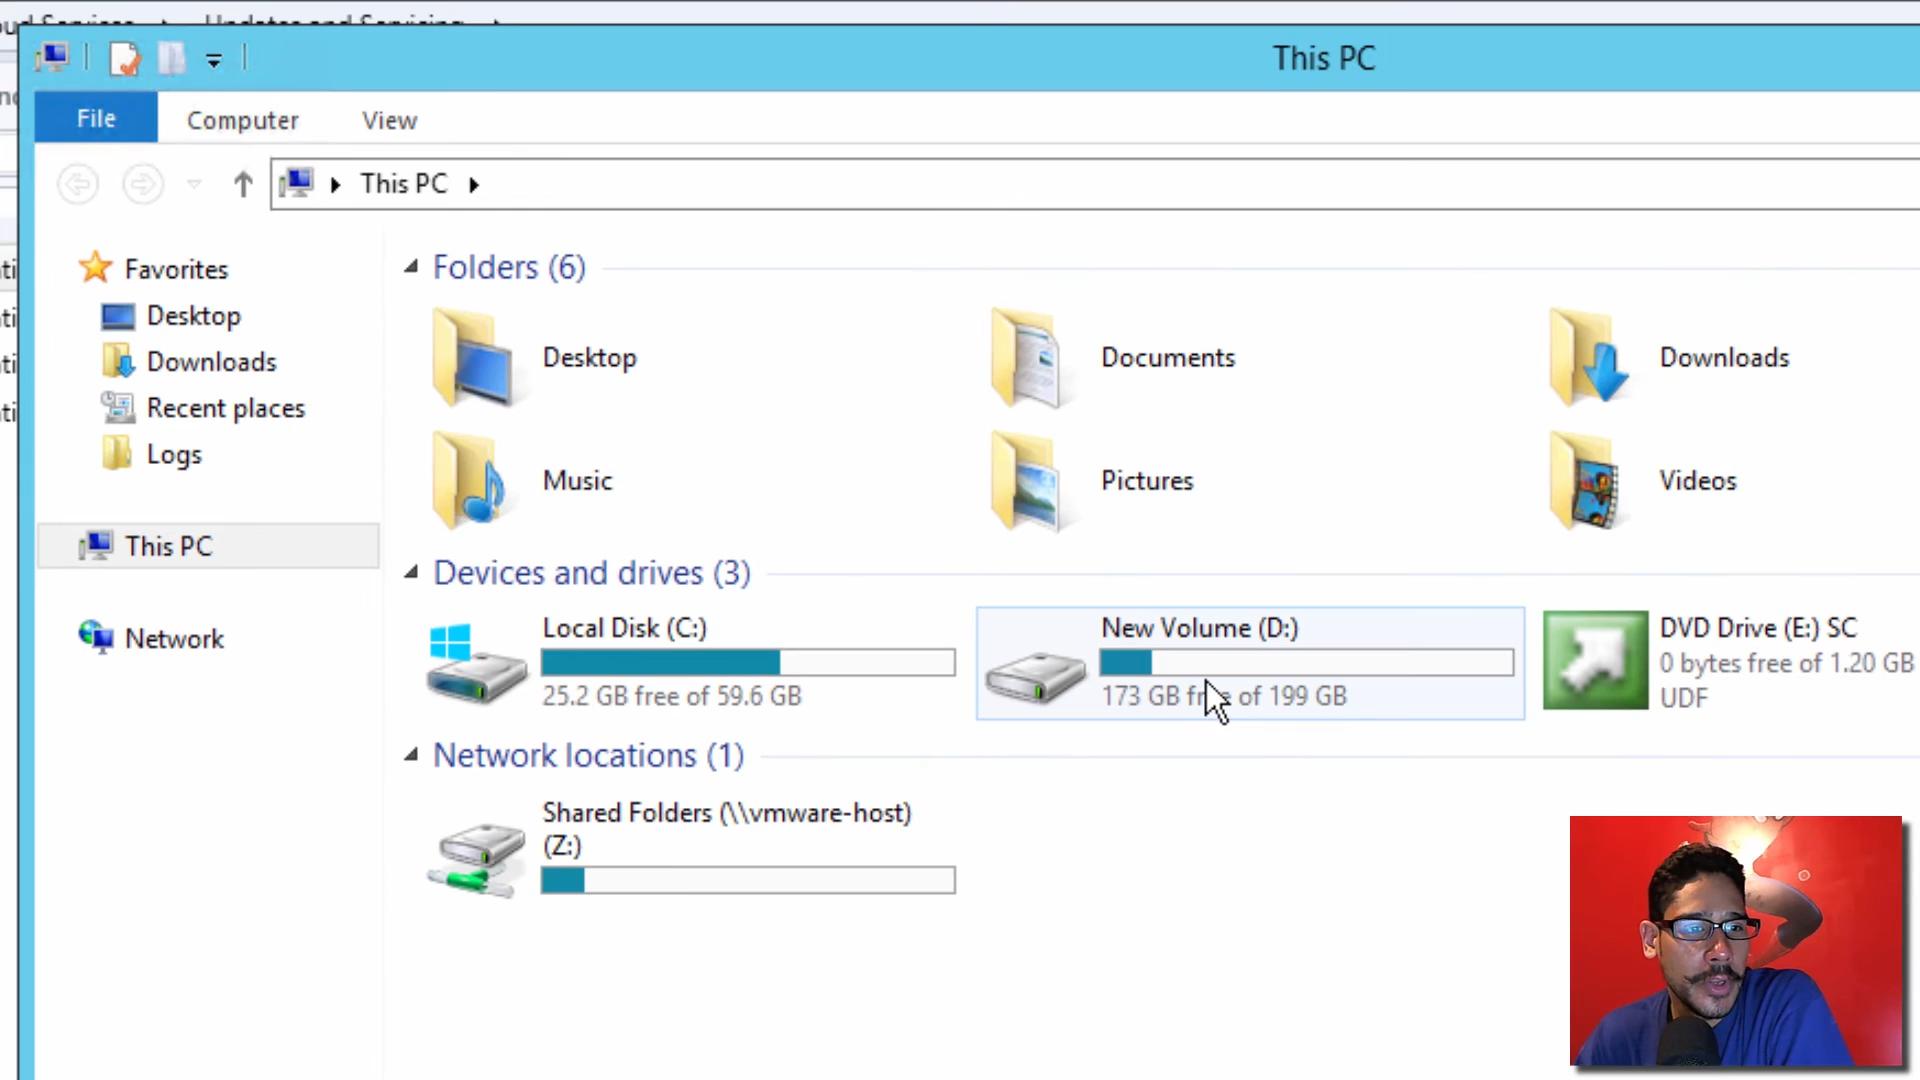 Updates and Servicing
This PC
File
Computer
View
This PC
Favorites
Desktop
Downloads
Recent places
Logs
This PC
Network
Folders (6)
Desktop
Documents
Downloads
Music
Pictures
Videos
Devices and drives (3)
Local Disk (C:)
25.2 GB free of 59.6 GB
New Volume (D:)
173 GB free of 199 GB
DVD Drive (E:) SC
0 bytes free of 1.20 GB
UDF
Network locations (1)
Shared Folders (\\vmware-host)
(Z:)